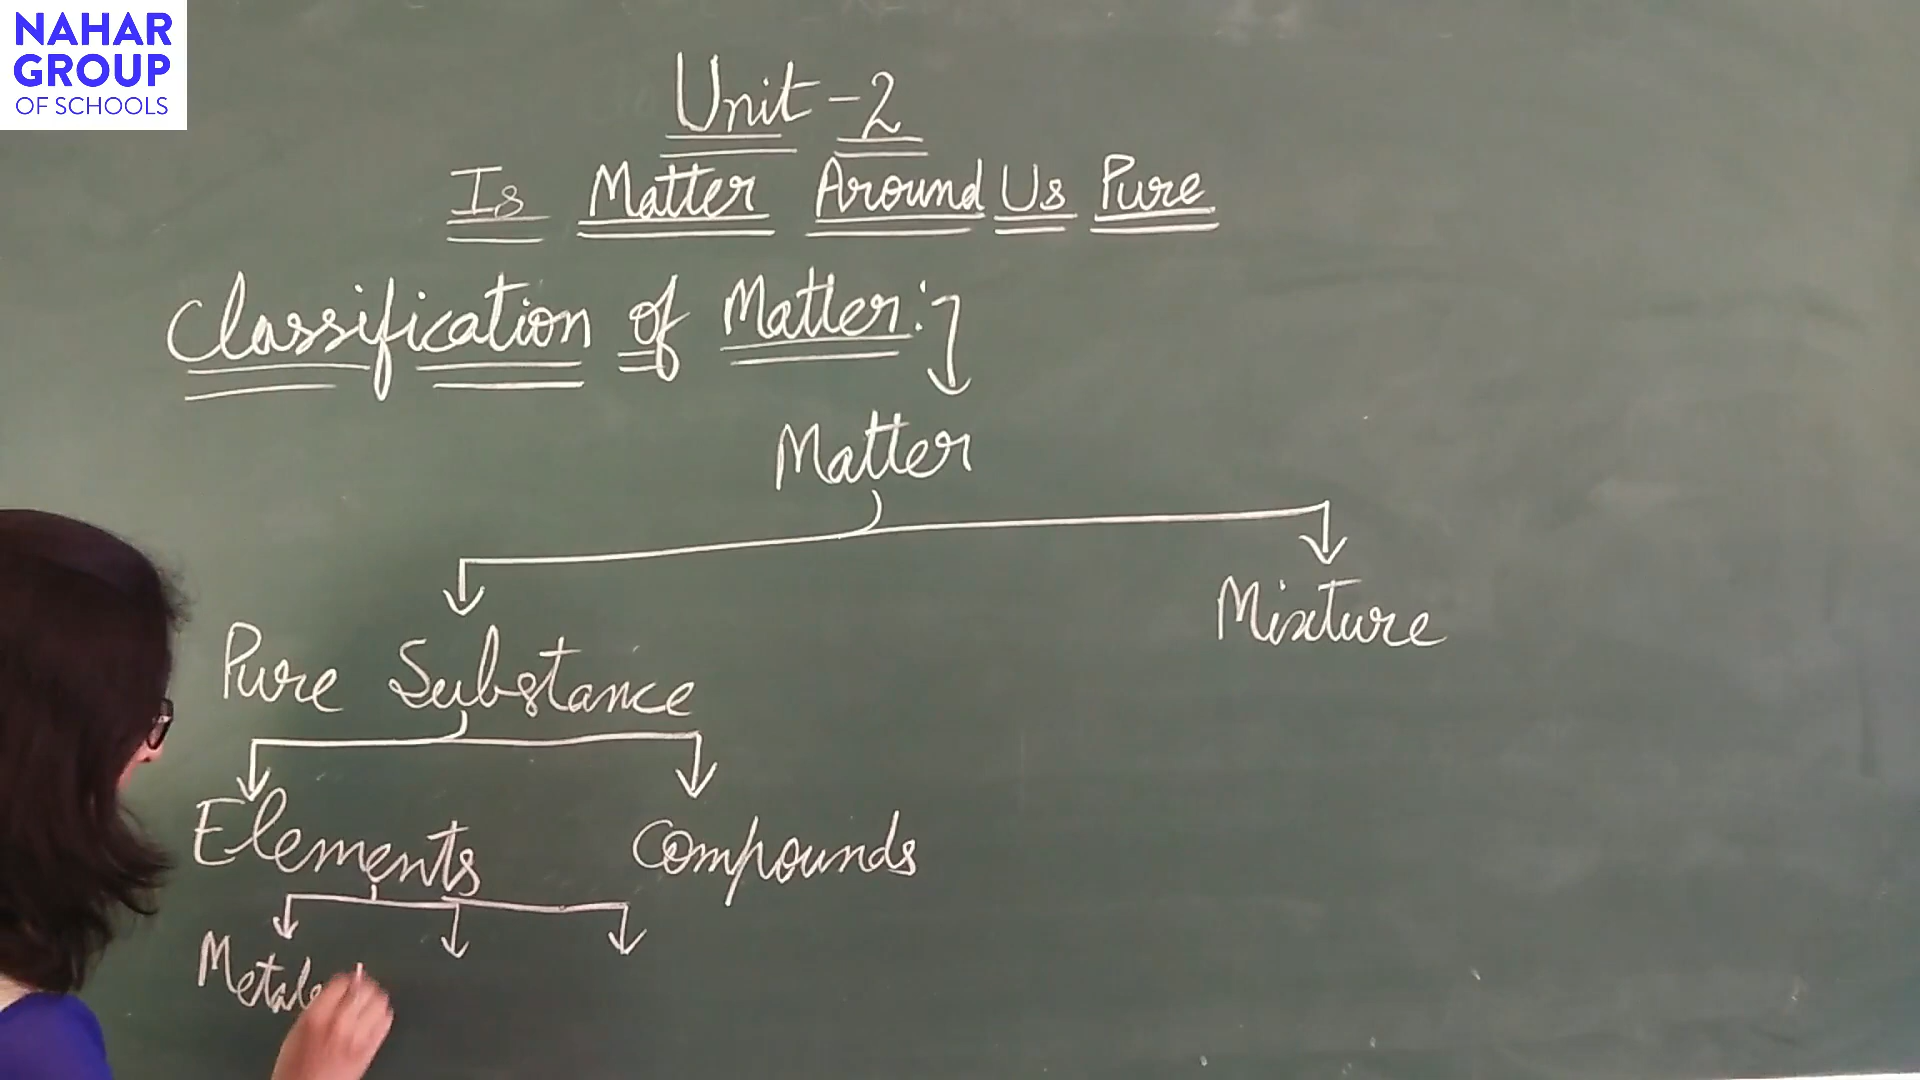 NAHAR
GROUP
OF SCHOOLS
Unit-2
Is Matter Around Us Pure
Classification of Matter:
Matter
Pure Substance
Mixture
Elements
Compounds
Metals